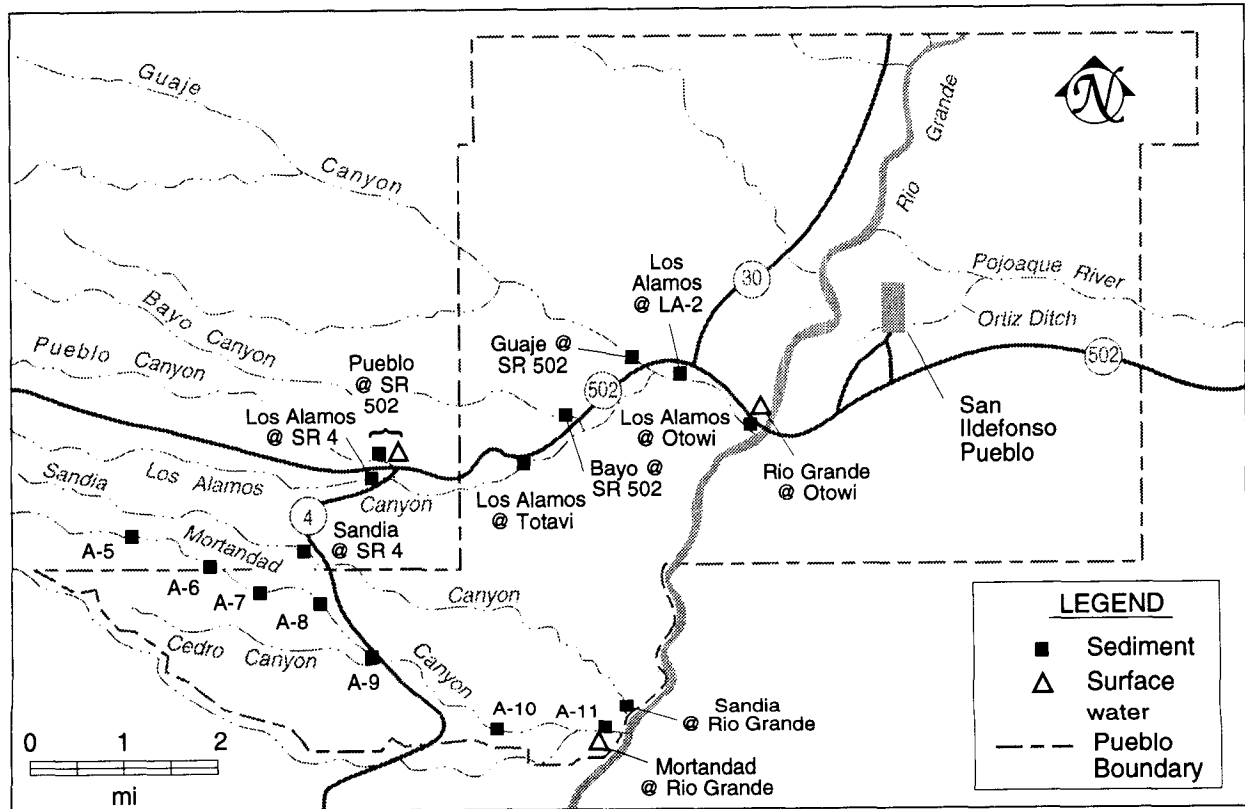 Guaje
Canyon
Rio
Grande
N
Pojoaque River
Ortiz Ditch
30
Los
Alamos
@ LA-2
Bayo Canyon
Pueblo Canyon
Guaje @
SR 502
Pueblo
@ SR
502
502
502
Los Alamos
@ SR 4
Los Alamos
@ Otowi
San
Ildefonso
Pueblo
Rio Grande
@ Otowi
Bayo @
SR 502
Los Alamos
Canyon
Los Alamos
@ Totavi
Sandia
4
Sandia
@ SR 4
Mortandad
A-5
A-6
A-7
A-8
Canyon
Cedro Canyon
A-9
Canyon
A-10
A-11
Sandia
@ Rio Grande
Mortandad
@ Rio Grande
0 1 2
mi
LEGEND
Sediment
Surface
water
Pueblo
Boundary